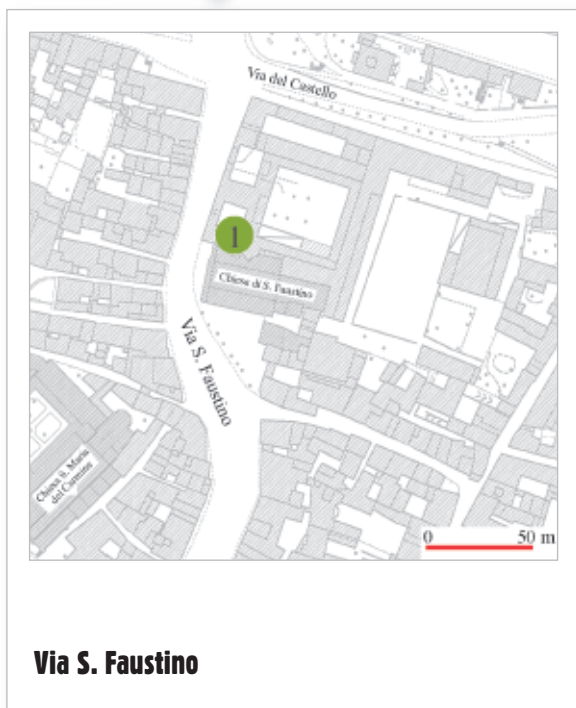 Via del Castello
1
Chiesa di S. Faustino
Via S. Faustino
Chiesa S. Maria
del Carmine
0 50 m
Via S. Faustino